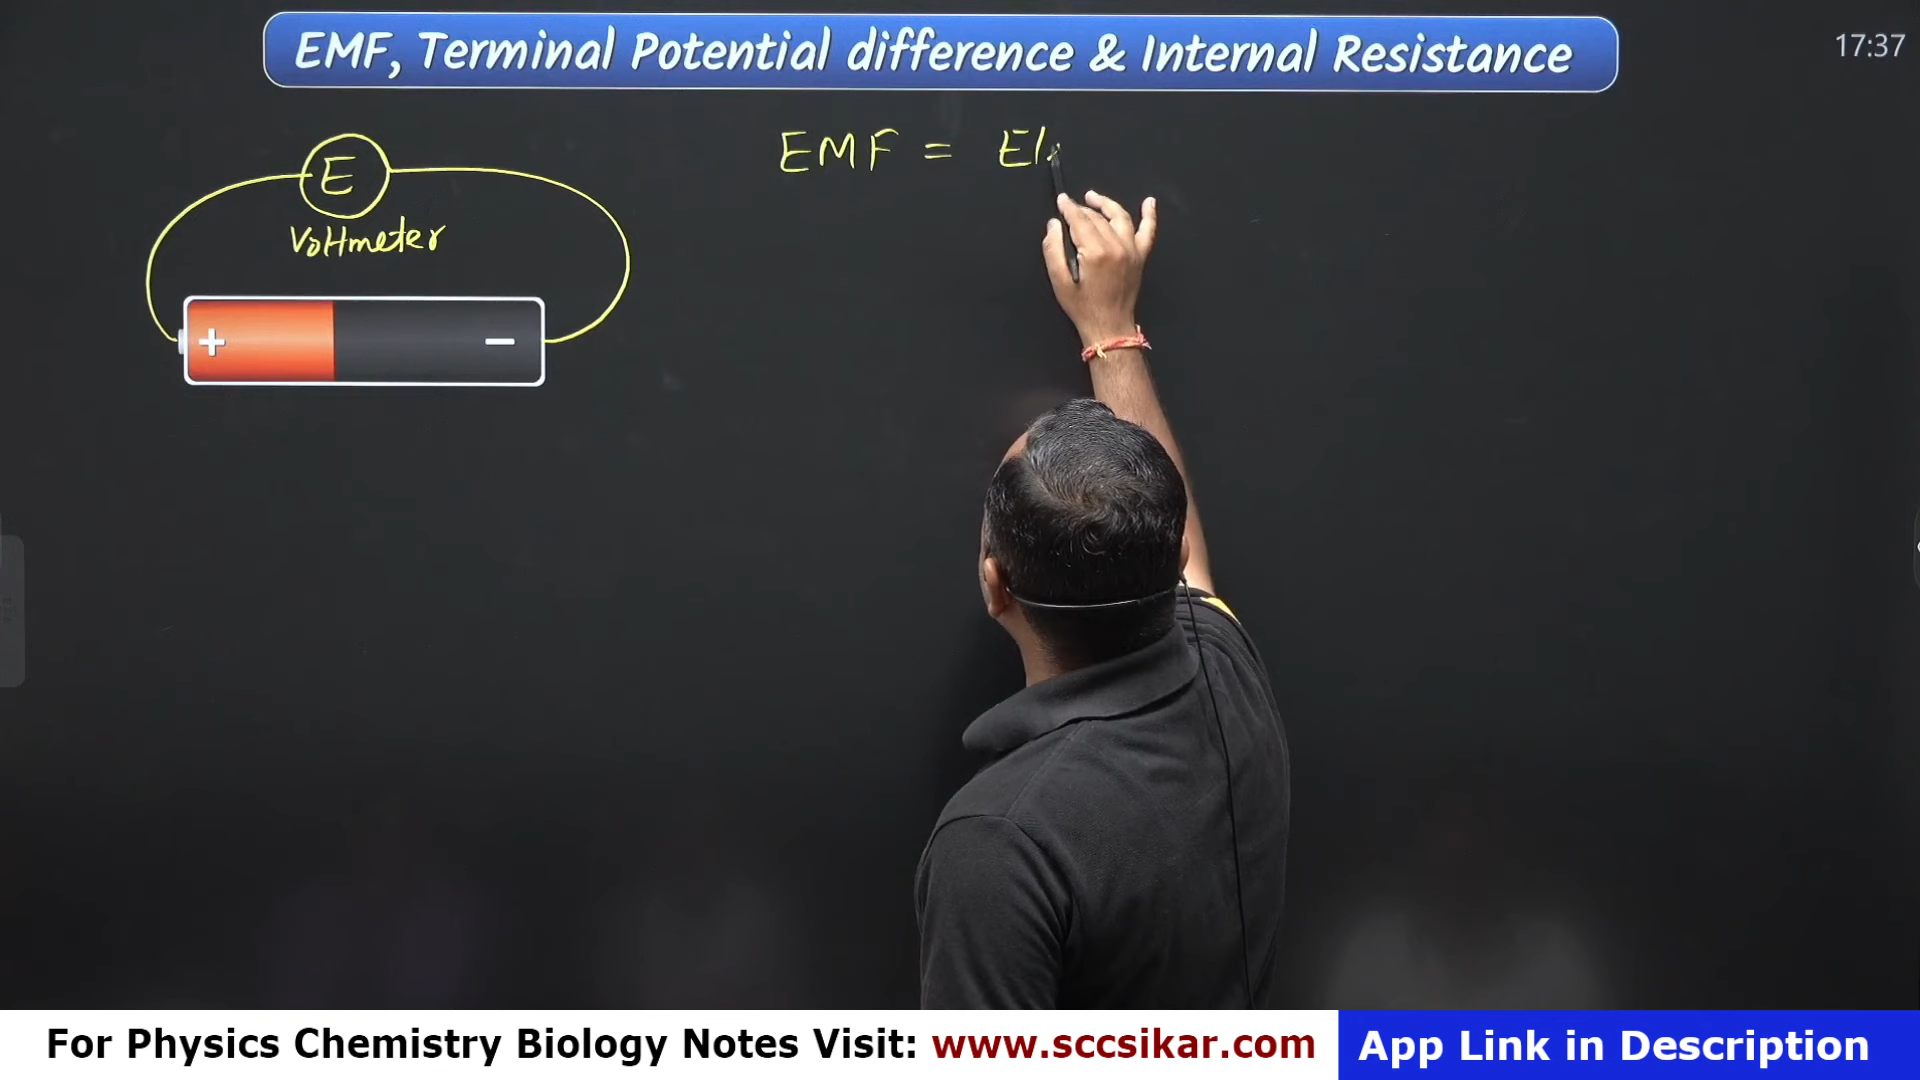 EMF, Terminal Potential difference & Internal Resistance
17:37
E
Voltmeter
EMF = El
+ −
For Physics Chemistry Biology Notes Visit: www.sccsikar.com
App Link in Description